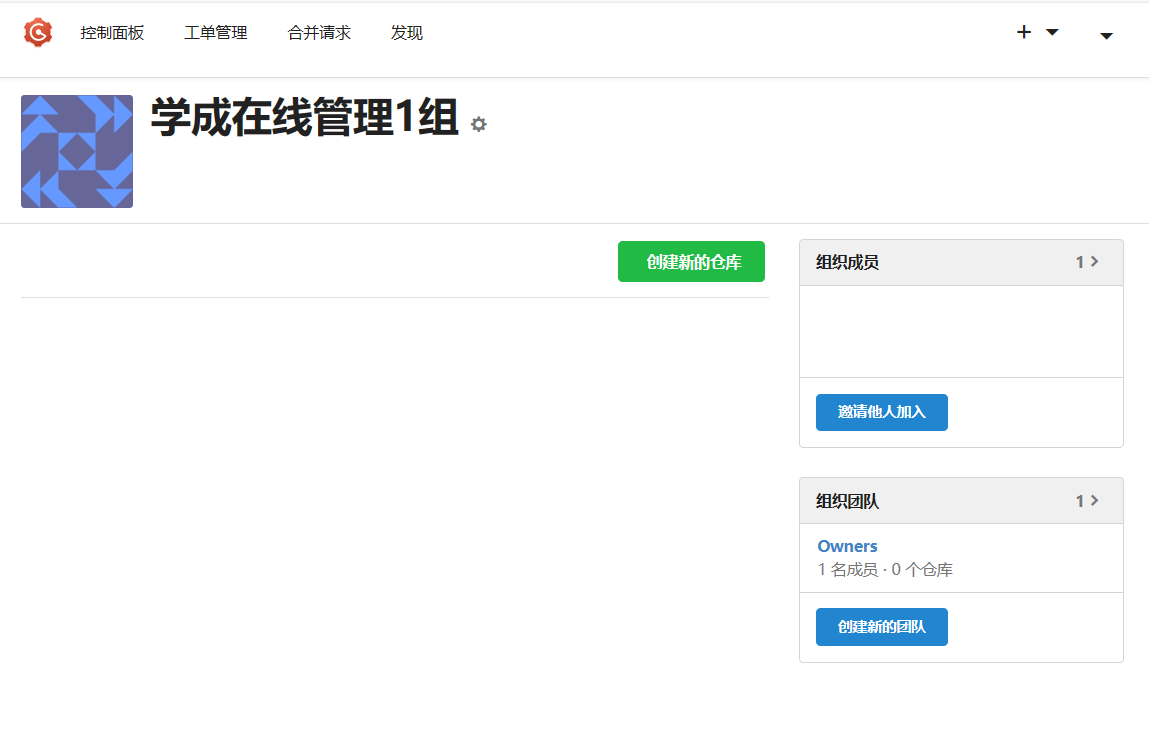 控制面板 工单管理 合并请求 发现
学成在线管理1组
创建新的仓库
组织成员 1
邀请他人加入
组织团队 1
Owners
1 名成员 · 0 个仓库
创建新的团队